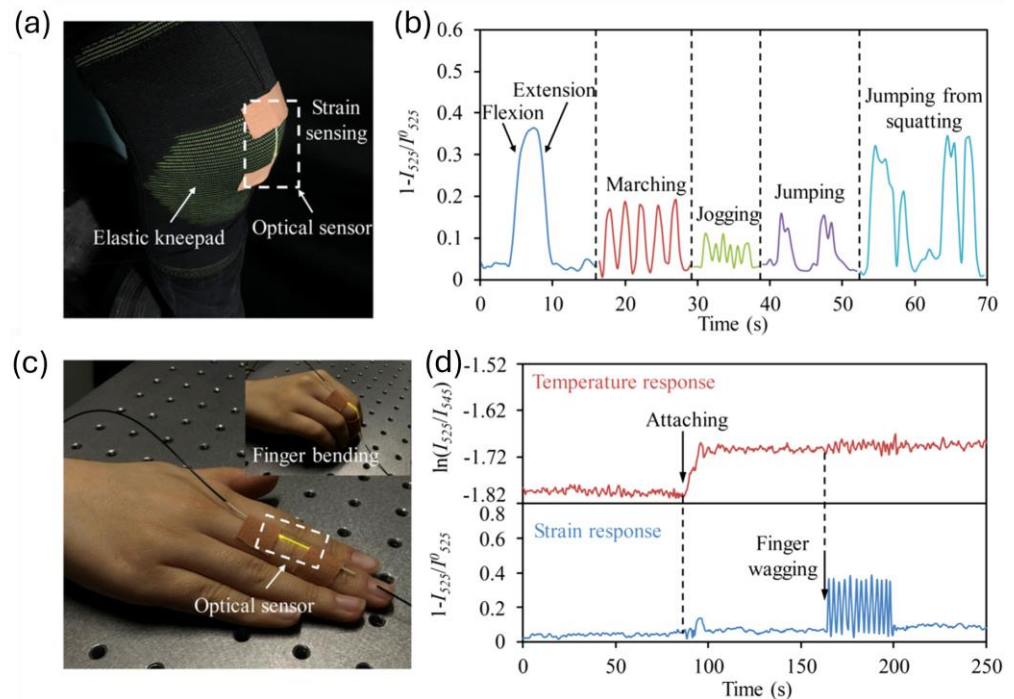 (a)
Strain
sensing
Elastic kneepad
Optical sensor
(b)
1-I₅₂₅/I⁰₅₂₅
0.6
0.5
0.4
0.3
0.2
0.1
0
Extension
Flexion
Marching
Jogging
Jumping
Jumping from
squatting
0 10 20 30 40 50 60 70
Time (s)
(c)
Finger bending
Optical sensor
(d)
ln(I₅₂₅/I₅₄₅)
-1.52
-1.62
-1.72
-1.82
Temperature response
Attaching
1-I₅₂₅/I⁰₅₂₅
0.8
0.6
0.4
0.2
0
Strain response
Finger
wagging
0 50 100 150 200 250
Time (s)